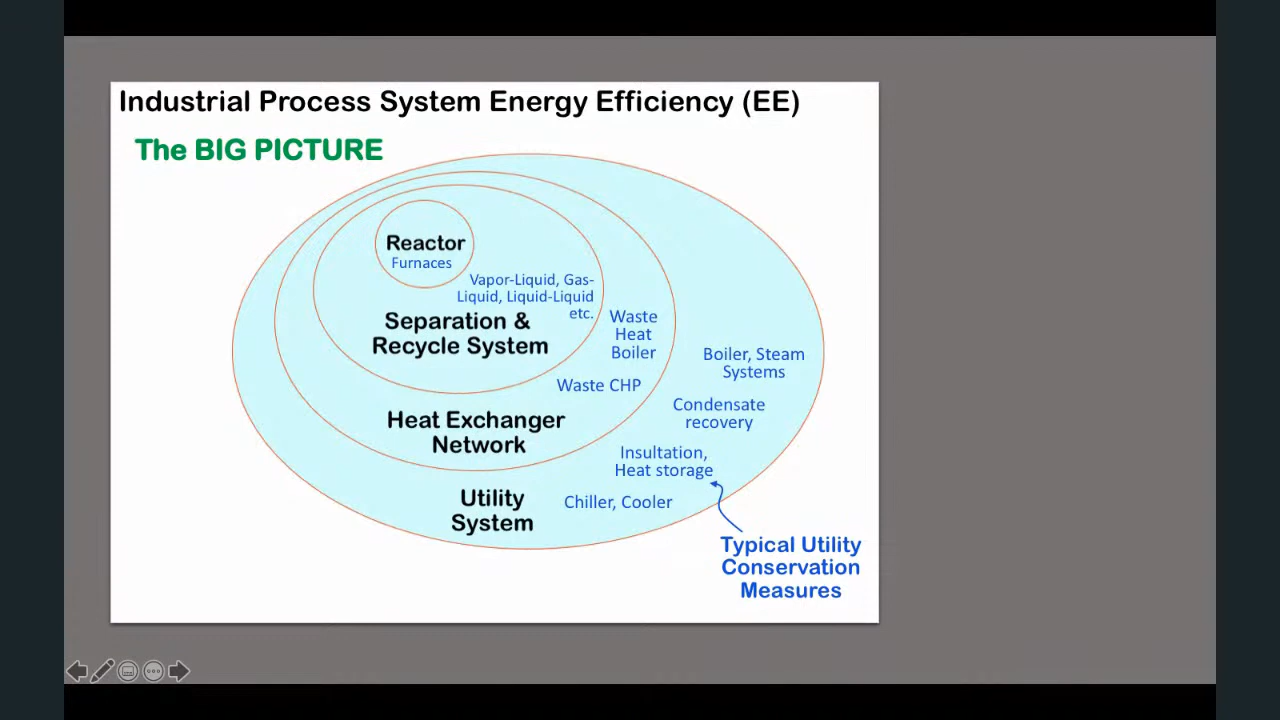 Industrial Process System Energy Efficiency (EE)
The BIG PICTURE
Reactor
Furnaces
Vapor-Liquid, Gas-
Liquid, Liquid-Liquid
etc.
Separation &
Recycle System
Waste
Heat
Boiler
Waste CHP
Heat Exchanger
Network
Boiler, Steam
Systems
Condensate
recovery
Insultation,
Heat storage
Utility
System
Chiller, Cooler
Typical Utility
Conservation
Measures